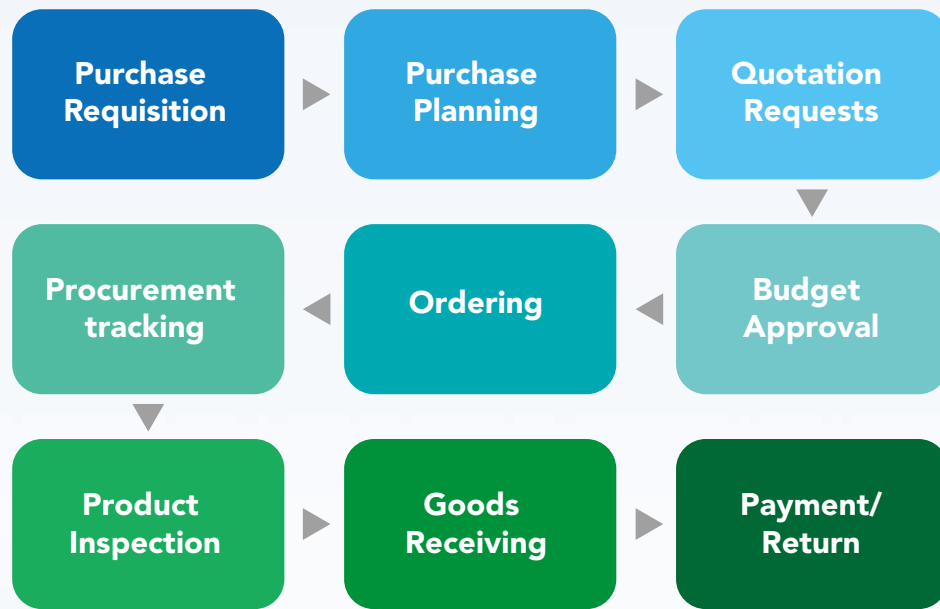 Purchase
Requisition
Purchase
Planning
Quotation
Requests
Budget
Approval
Ordering
Procurement
tracking
Product
Inspection
Goods
Receiving
Payment/
Return